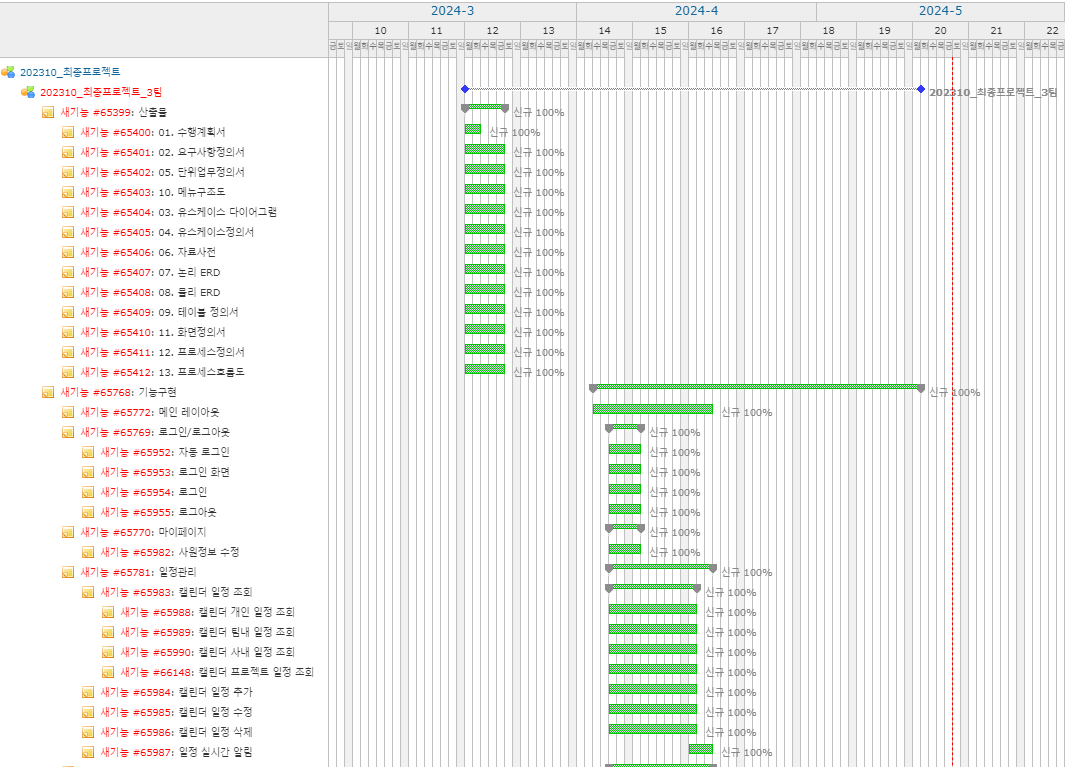 2024-3 2024-4 2024-5
10 11 12 13 14 15 16 17 18 19 20 21 22
202310_최종프로젝트
202310_최종프로젝트_3팀 202310_최종프로젝트_3팀
새기능 #65399: 산출물 신규 100%
새기능 #65400: 01. 수행계획서 신규 100%
새기능 #65401: 02. 요구사항정의서 신규 100%
새기능 #65402: 05. 단위업무정의서 신규 100%
새기능 #65403: 10. 메뉴구조도 신규 100%
새기능 #65404: 03. 유스케이스 다이어그램 신규 100%
새기능 #65405: 04. 유스케이스정의서 신규 100%
새기능 #65406: 06. 자료사전 신규 100%
새기능 #65407: 07. 논리 ERD 신규 100%
새기능 #65408: 08. 물리 ERD 신규 100%
새기능 #65409: 09. 테이블 정의서 신규 100%
새기능 #65410: 11. 화면정의서 신규 100%
새기능 #65411: 12. 프로세스정의서 신규 100%
새기능 #65412: 13. 프로세스흐름도 신규 100%
새기능 #65768: 기능구현 신규 100%
새기능 #65772: 메인 레이아웃 신규 100%
새기능 #65769: 로그인/로그아웃 신규 100%
새기능 #65952: 자동 로그인 신규 100%
새기능 #65953: 로그인 화면 신규 100%
새기능 #65954: 로그인 신규 100%
새기능 #65955: 로그아웃 신규 100%
새기능 #65770: 마이페이지 신규 100%
새기능 #65982: 사원정보 수정 신규 100%
새기능 #65781: 일정관리 신규 100%
새기능 #65983: 캘린더 일정 조회 신규 100%
새기능 #65988: 캘린더 개인 일정 조회 신규 100%
새기능 #65989: 캘린더 팀내 일정 조회 신규 100%
새기능 #65990: 캘린더 사내 일정 조회 신규 100%
새기능 #66148: 캘린더 프로젝트 일정 조회 신규 100%
새기능 #65984: 캘린더 일정 추가 신규 100%
새기능 #65985: 캘린더 일정 수정 신규 100%
새기능 #65986: 캘린더 일정 삭제 신규 100%
새기능 #65987: 일정 실시간 알림 신규 100%